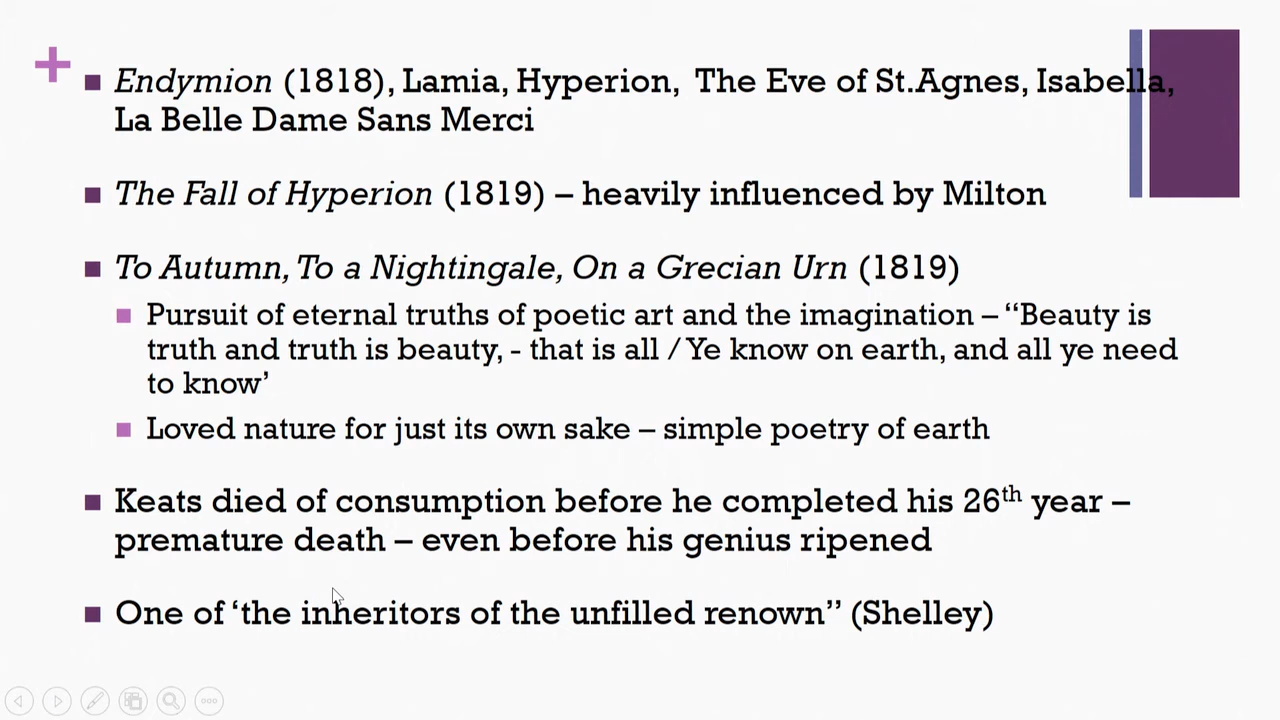 Endymion (1818), Lamia, Hyperion, The Eve of St.Agnes, Isabella,
La Belle Dame Sans Merci
The Fall of Hyperion (1819) – heavily influenced by Milton
To Autumn, To a Nightingale, On a Grecian Urn (1819)
Pursuit of eternal truths of poetic art and the imagination – “Beauty is
truth and truth is beauty, - that is all / Ye know on earth, and all ye need
to know’
Loved nature for just its own sake – simple poetry of earth
Keats died of consumption before he completed his 26th year –
premature death – even before his genius ripened
One of ‘the inheritors of the unfilled renown” (Shelley)